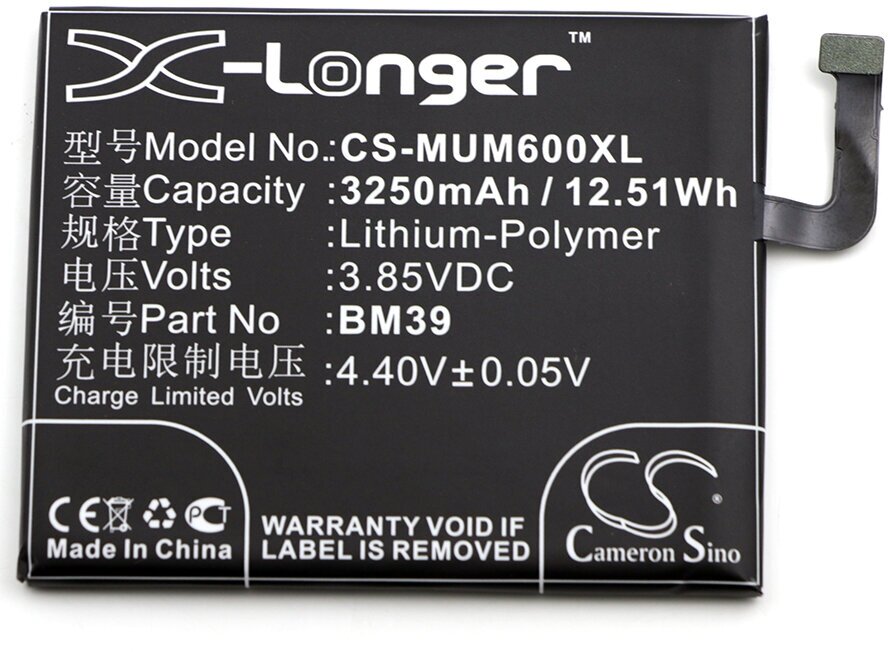 X-Longer™
型号Model No.:CS-MUM600XL
容量Capacity :3250mAh / 12.51Wh
规格Type :Lithium-Polymer
电压Volts :3.85VDC
编号Part No :BM39
充电限制电压 :4.40V±0.05V
Charge Limited Volts
CE PCT
Made In China
WARRANTY VOID IF
LABEL IS REMOVED
CS®
Cameron Sino